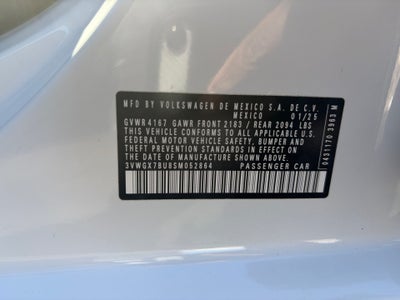 MFD.BY VOLKSWAGEN DE MEXICO S.A. DE C.V.
MEXICO 01/25
GVWR 4167 GAWR FRONT 2183 / REAR 2094 LBS
THIS VEHICLE CONFORMS TO ALL APPLICABLE U.S.
FEDERAL MOTOR VEHICLE SAFETY, BUMPER AND
THEFT PREVENTION STANDARDS IN EFFECT ON THE
DATE OF MANUFACTURE SHOWN ABOVE.
3VWGX7BU8SM052864 PASSENGER CAR
0431170 3963 M